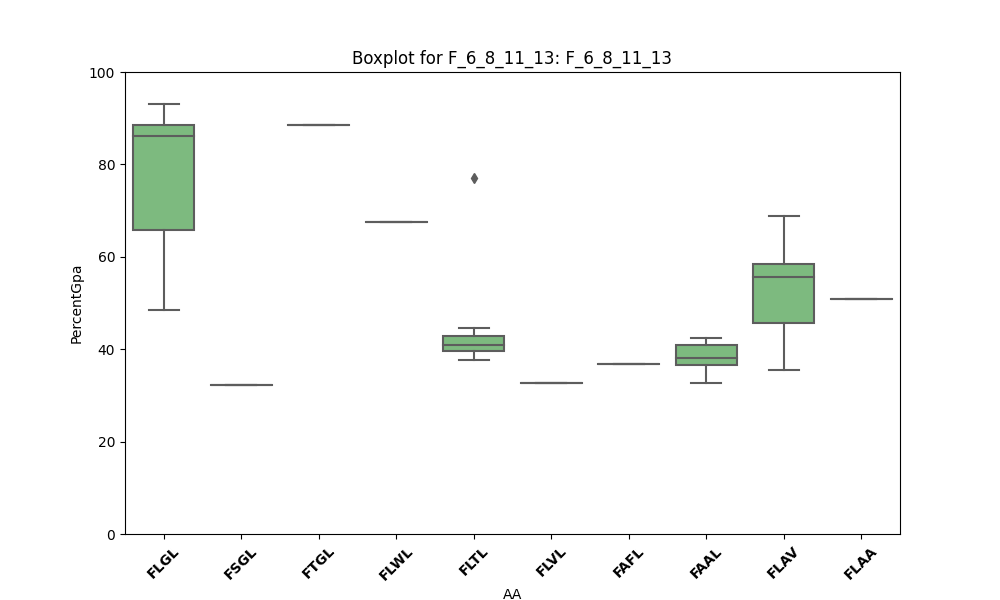 Boxplot for F_6_8_11_13: F_6_8_11_13
100
80
60
40
20
0
PercentGpa
FLGL
FSGL
FTGL
FLWL
FLTL
FLVL
FAFL
FAAL
FLAV
FLAA
AA